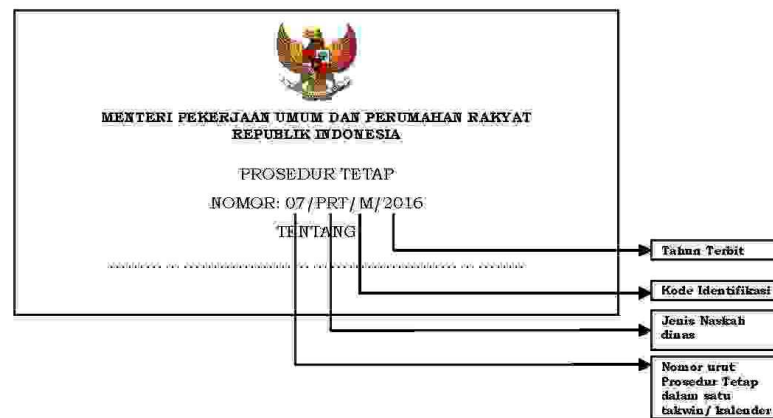 MENTERI PEKERJAAN UMUM DAN PERUMAHAN RAKYAT
REPUBLIK INDONESIA
PROSEDUR TETAP
NOMOR: 07/PRT/M/2016
TENTANG
Tahun Terbit
Kode Identifikasi
Jenis Naskah
dinas
Nomor urut
Prosedur Tetap
dalam satu
takwin/ kalender